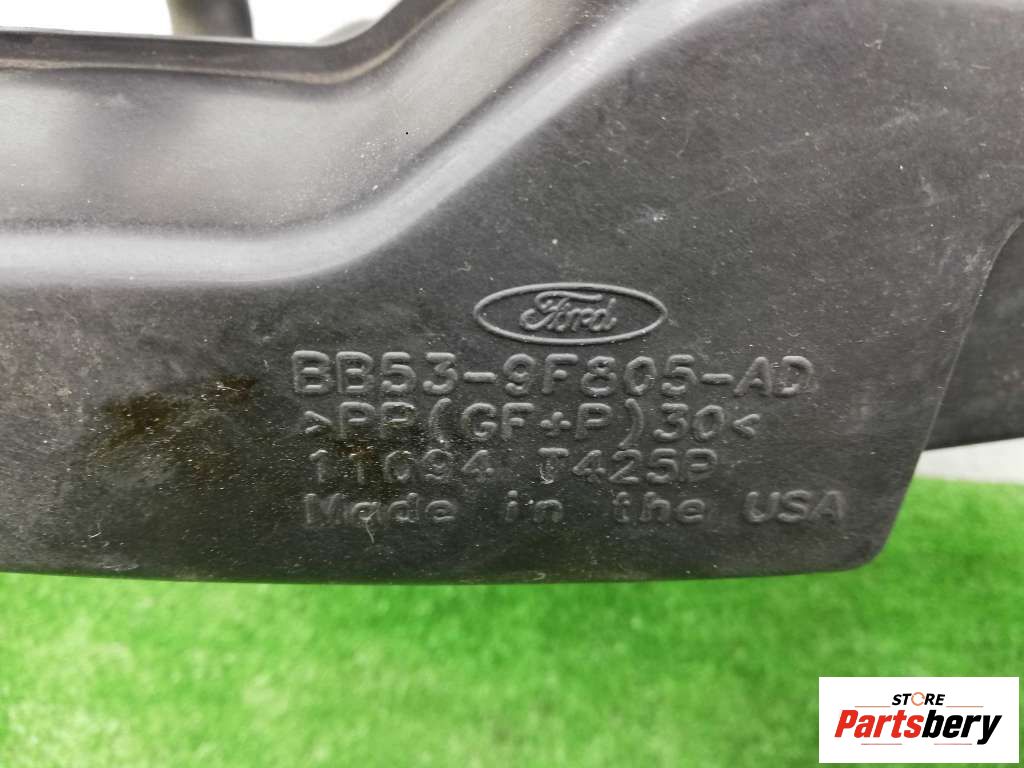 Ford
BB53-9F805-AD
>PP(GF+P)30<
11094 T425P
Made in the USA
STORE
Partsbery